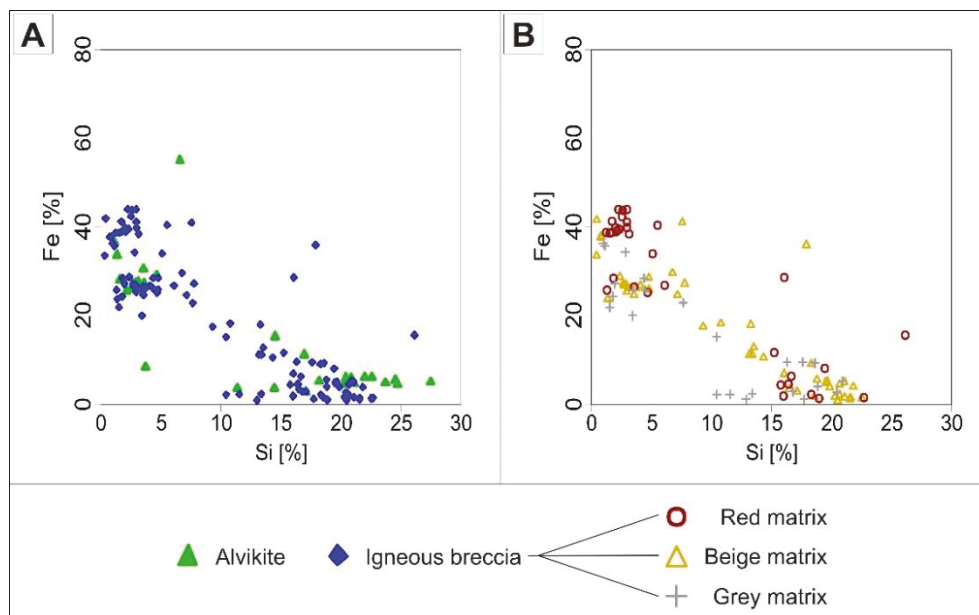 A
B
80
60
40
20
0
Fe [%]
0 5 10 15 20 25 30
Si [%]
80
60
40
20
0
Fe [%]
0 5 10 15 20 25 30
Si [%]
Alvikite
Igneous breccia
Red matrix
Beige matrix
Grey matrix